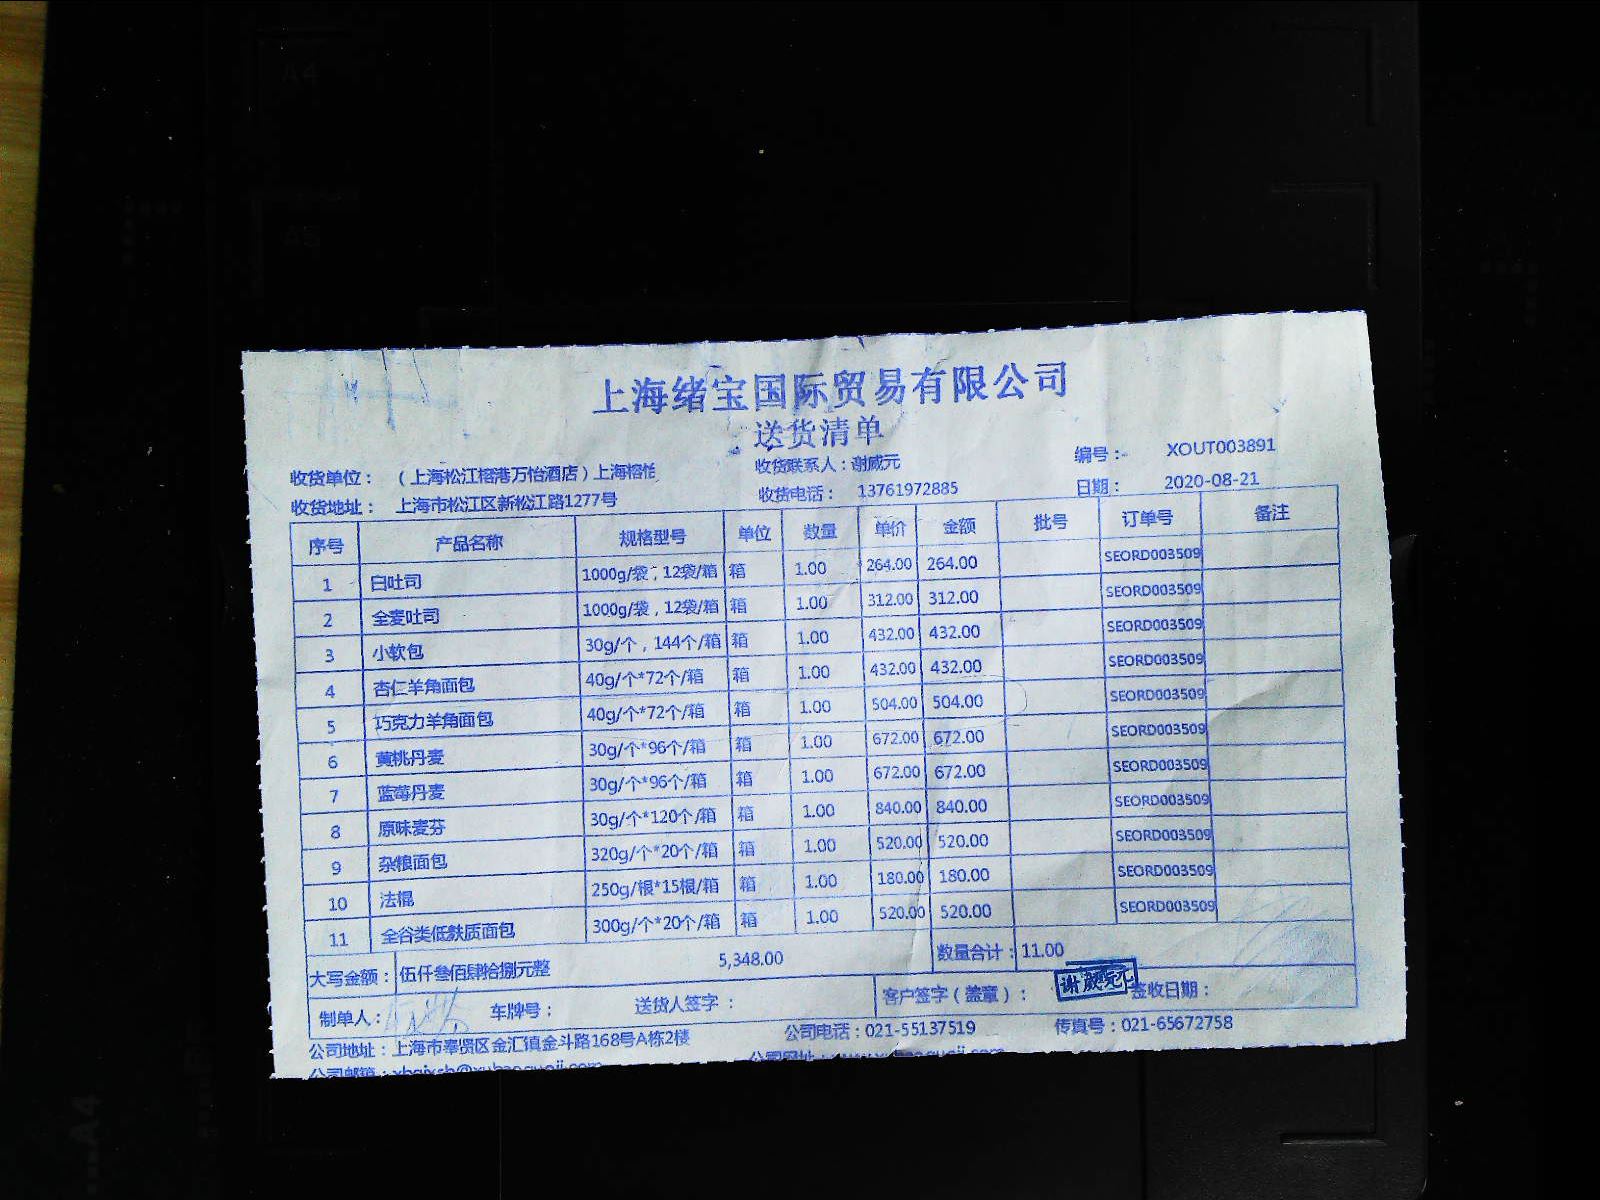 上海绪宝国际贸易有限公司
送货清单
收货单位： （上海松江榕港万怡酒店）上海榕怡 收货联系人：谢威元 编号： XOUT003891
收货地址： 上海市松江区新松江路1277号 收货电话： 13761972885 日期： 2020-08-21
序号 产品名称 规格型号 单位 数量 单价 金额 批号 订单号 备注
1 白吐司 1000g/袋，12袋/箱 箱 1.00 264.00 264.00 SEORD003509
2 全麦吐司 1000g/袋，12袋/箱 箱 1.00 312.00 312.00 SEORD003509
3 小软包 30g/个，144个/箱 箱 1.00 432.00 432.00 SEORD003509
4 杏仁羊角面包 40g/个*72个/箱 箱 1.00 432.00 432.00 SEORD003509
5 巧克力羊角面包 40g/个*72个/箱 箱 1.00 504.00 504.00 SEORD003509
6 黄桃丹麦 30g/个*96个/箱 箱 1.00 672.00 672.00 SEORD003509
7 蓝莓丹麦 30g/个*96个/箱 箱 1.00 672.00 672.00 SEORD003509
8 原味麦芬 30g/个*120个/箱 箱 1.00 840.00 840.00 SEORD003509
9 杂粮面包 320g/个*20个/箱 箱 1.00 520.00 520.00 SEORD003509
10 法棍 250g/根*15根/箱 箱 1.00 180.00 180.00 SEORD003509
11 全谷类低麸质面包 300g/个*20个/箱 箱 1.00 520.00 520.00 SEORD003509
大写金额： 伍仟叁佰肆拾捌元整 5,348.00 数量合计： 11.00
制单人： 车牌号： 送货人签字： 客户签字（盖章）： 谢威元 签收日期：
公司地址：上海市奉贤区金汇镇金斗路168号A栋2楼 公司电话：021-55137519 传真号：021-65672758
公司邮箱： 公司网址：
A4
A5
A4